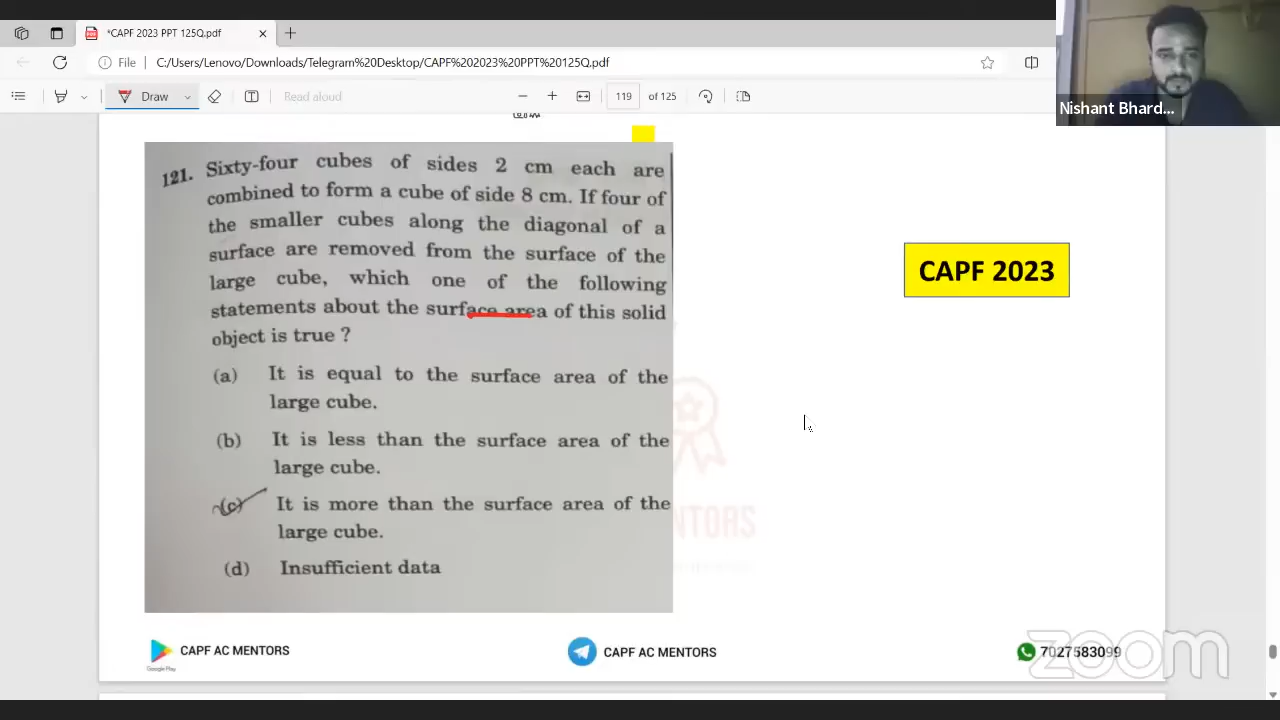 *CAPF 2023 PPT 125Q.pdf
File
C:/Users/Lenovo/Downloads/Telegram%20Desktop/CAPF%202023%20PPT%20125Q.pdf
Draw
Read aloud
119 of 125
Nishant Bhard...
121. Sixty-four cubes of sides 2 cm each are
combined to form a cube of side 8 cm. If four of
the smaller cubes along the diagonal of a
surface are removed from the surface of the
large cube, which one of the following
statements about the surface area of this solid
object is true ?
(a) It is equal to the surface area of the
large cube.
(b) It is less than the surface area of the
large cube.
(c) It is more than the surface area of the
large cube.
(d) Insufficient data
CAPF 2023
NTORS
Google Play
CAPF AC MENTORS
CAPF AC MENTORS
7027583099
zoom